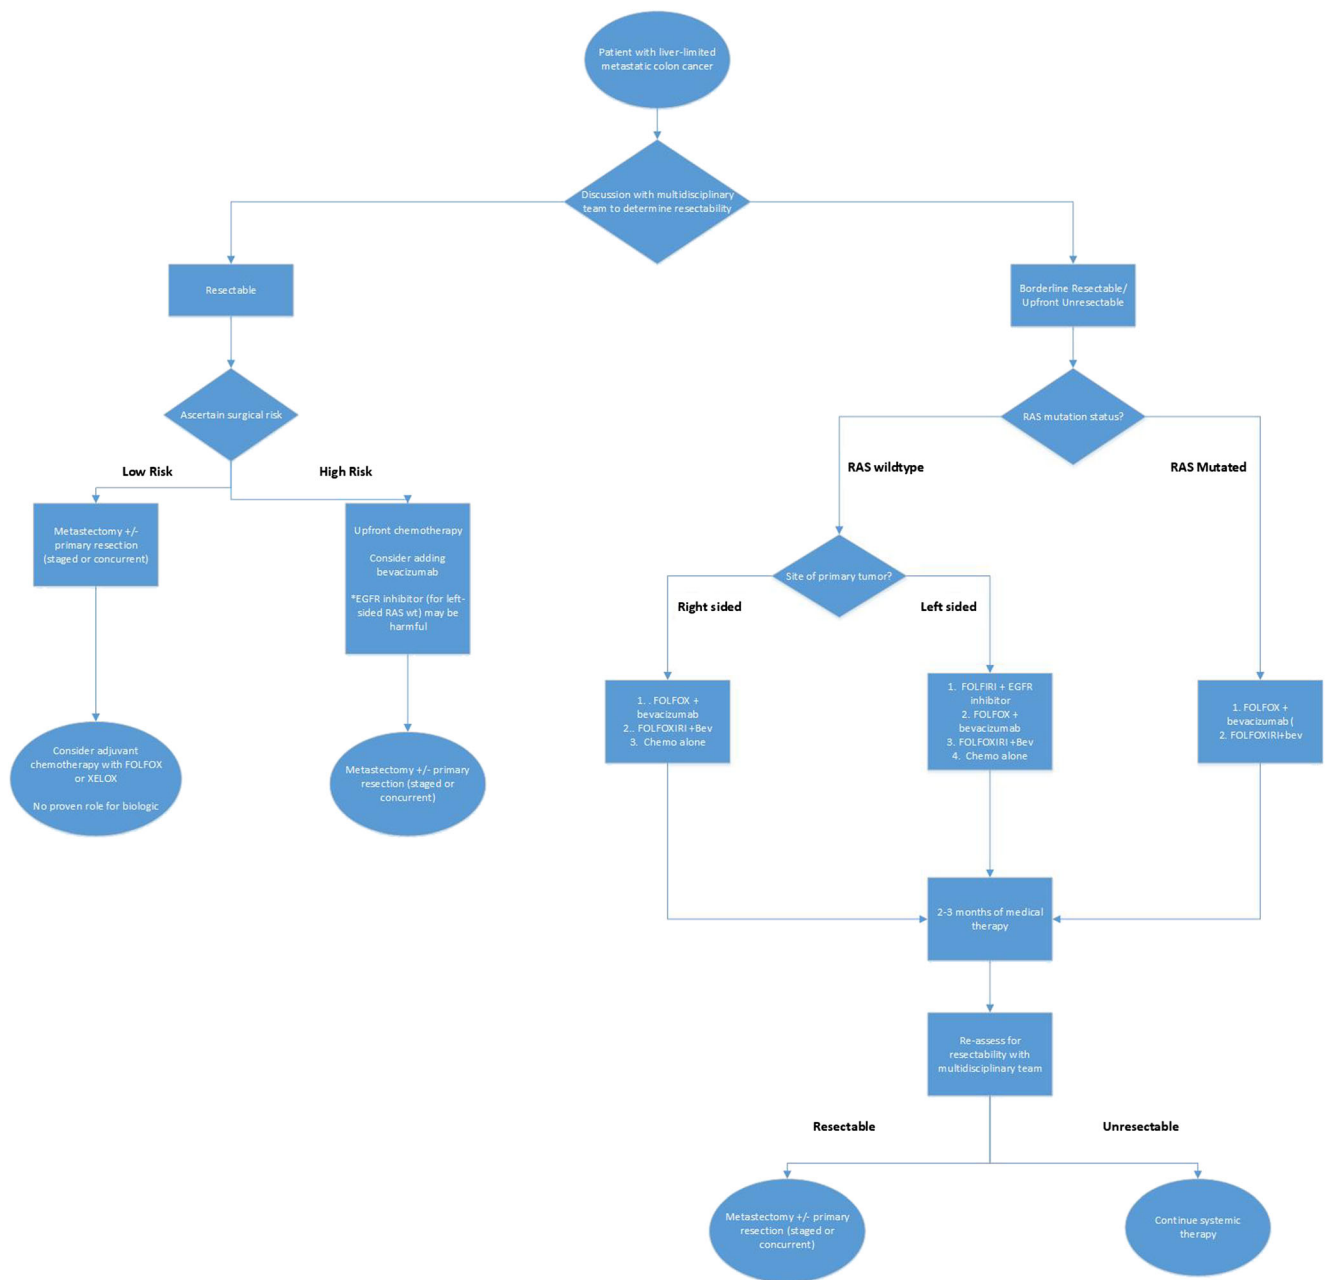 Patient with liver-limited
metastatic colon cancer
Discussion with multidisciplinary
team to determine resectability
Resectable
Borderline Resectable/
Upfront Unresectable
Ascertain surgical risk
RAS mutation status?
Low Risk
High Risk
RAS wildtype
RAS Mutated
Metastectomy +/-
primary resection
(staged or concurrent)
Upfront chemotherapy
Consider adding
bevacizumab
*EGFR inhibitor (for left-
sided RAS wt) may be
harmful
Site of primary tumor?
Right sided
Left sided
1. . FOLFOX +
bevacizumab
2.. FOLFOXIRI +Bev
3. Chemo alone
1. FOLFIRI + EGFR
inhibitor
2. FOLFOX +
bevacizumab
3. FOLFOXIRI +Bev
4. Chemo alone
1. FOLFOX +
bevacizumab (
2. FOLFOXIRI+bev
Consider adjuvant
chemotherapy with FOLFOX
or XELOX
No proven role for biologic
Metastectomy +/- primary
resection (staged or
concurrent)
2-3 months of medical
therapy
Re-assess for
resectability with
multidisciplinary team
Resectable
Unresectable
Metastectomy +/- primary
resection (staged or
concurrent)
Continue systemic
therapy